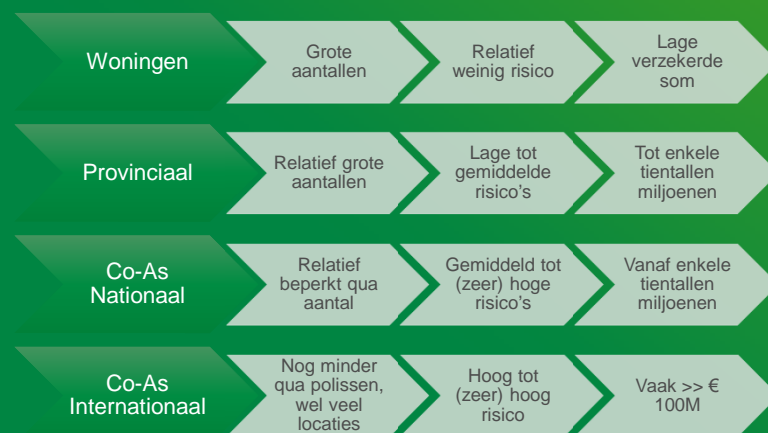 Woningen
Grote
aantallen
Relatief
weinig risico
Lage
verzekerde
som
Provinciaal
Relatief grote
aantallen
Lage tot
gemiddelde
risico's
Tot enkele
tientallen
miljoenen
Co-As
Nationaal
Relatief
beperkt qua
aantal
Gemiddeld tot
(zeer) hoge
risico's
Vanaf enkele
tientallen
miljoenen
Co-As
Internationaal
Nog minder
qua polissen,
wel veel
locaties
Hoog tot
(zeer) hoog
risico
Vaak >> €
100M